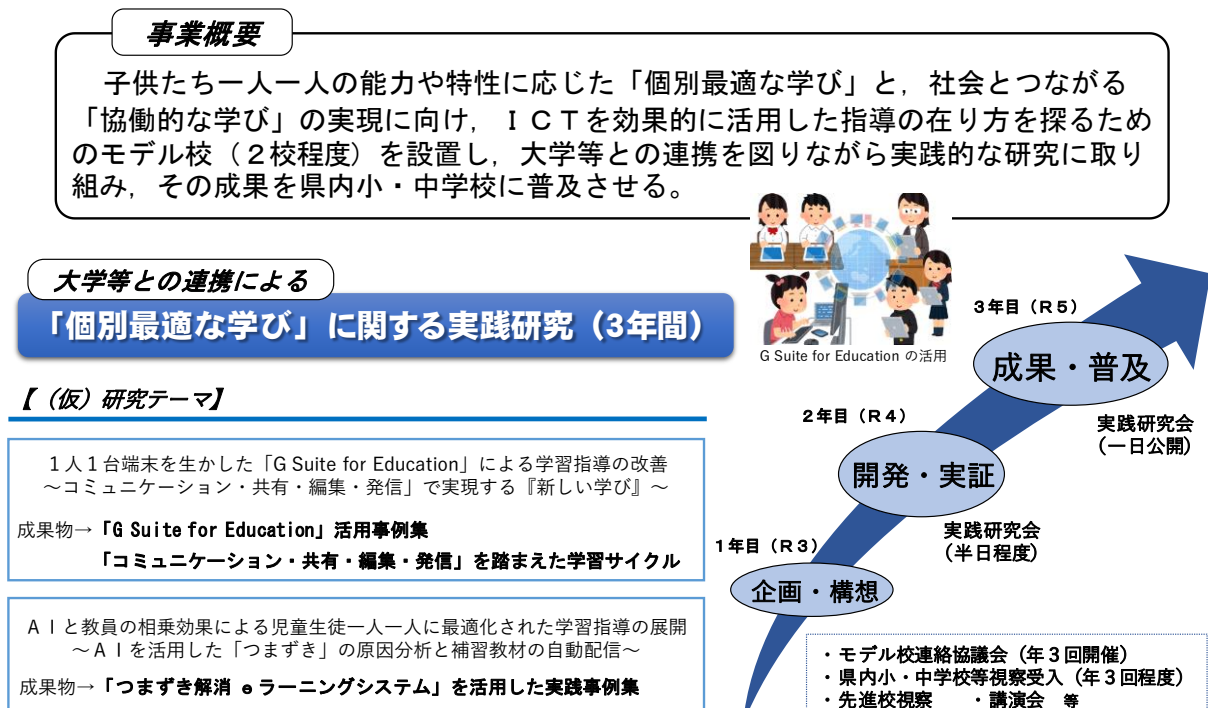 事業概要
子供たち一人一人の能力や特性に応じた「個別最適な学び」と，社会とつながる
「協働的な学び」の実現に向け，ＩＣＴを効果的に活用した指導の在り方を探るため
のモデル校（２校程度）を設置し，大学等との連携を図りながら実践的な研究に取り
組み，その成果を県内小・中学校に普及させる。
大学等との連携による
「個別最適な学び」に関する実践研究（3年間）
G Suite for Education の活用
【（仮）研究テーマ】
１人１台端末を生かした「G Suite for Education」による学習指導の改善
～コミュニケーション・共有・編集・発信」で実現する『新しい学び』～
成果物→「G Suite for Education」活用事例集
「コミュニケーション・共有・編集・発信」を踏まえた学習サイクル
ＡＩと教員の相乗効果による児童生徒一人一人に最適化された学習指導の展開
～ＡＩを活用した「つまずき」の原因分析と補習教材の自動配信～
成果物→「つまずき解消 ｅラーニングシステム」を活用した実践事例集
３年目（Ｒ５）
成果・普及
実践研究会
（一日公開）
２年目（Ｒ４）
開発・実証
実践研究会
（半日程度）
１年目（Ｒ３）
企画・構想
・モデル校連絡協議会（年３回開催）
・県内小・中学校等視察受入（年３回程度）
・先進校視察　・講演会　等